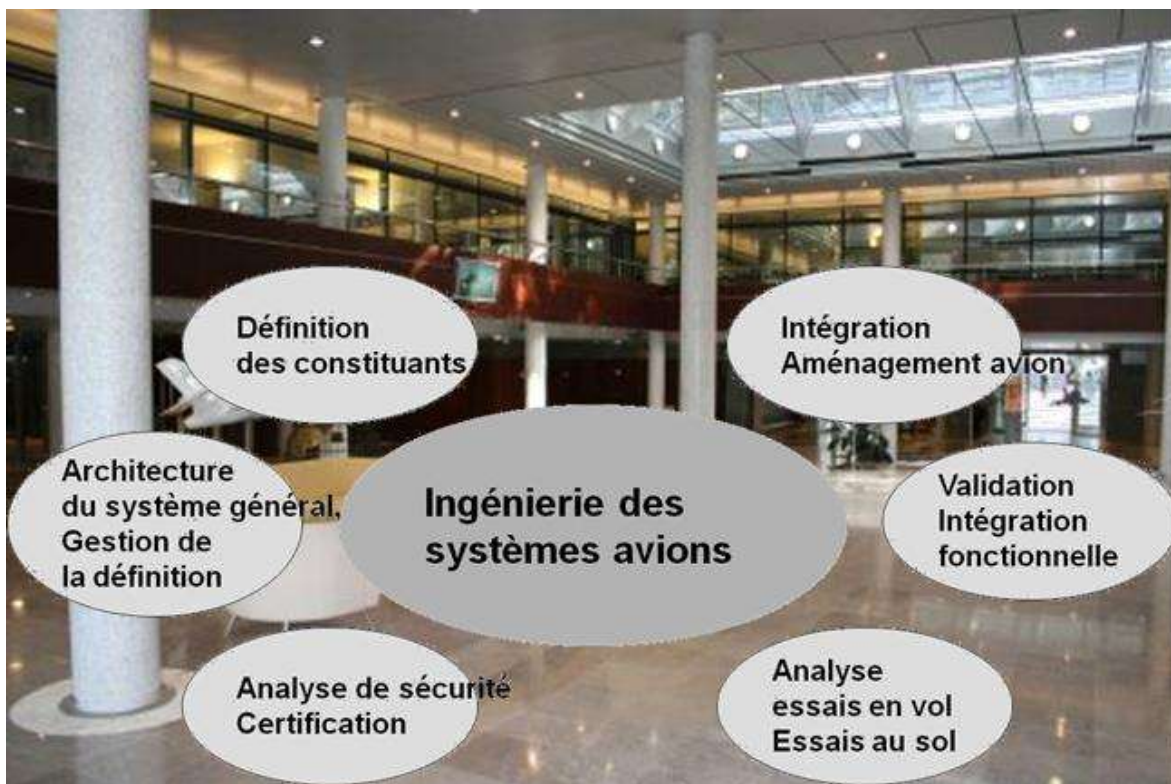 Définition
des constituants
Intégration
Aménagement avion
Architecture
du système général,
Gestion de
la définition
Ingénierie des
systèmes avions
Validation
Intégration
fonctionnelle
Analyse de sécurité
Certification
Analyse
essais en vol
Essais au sol